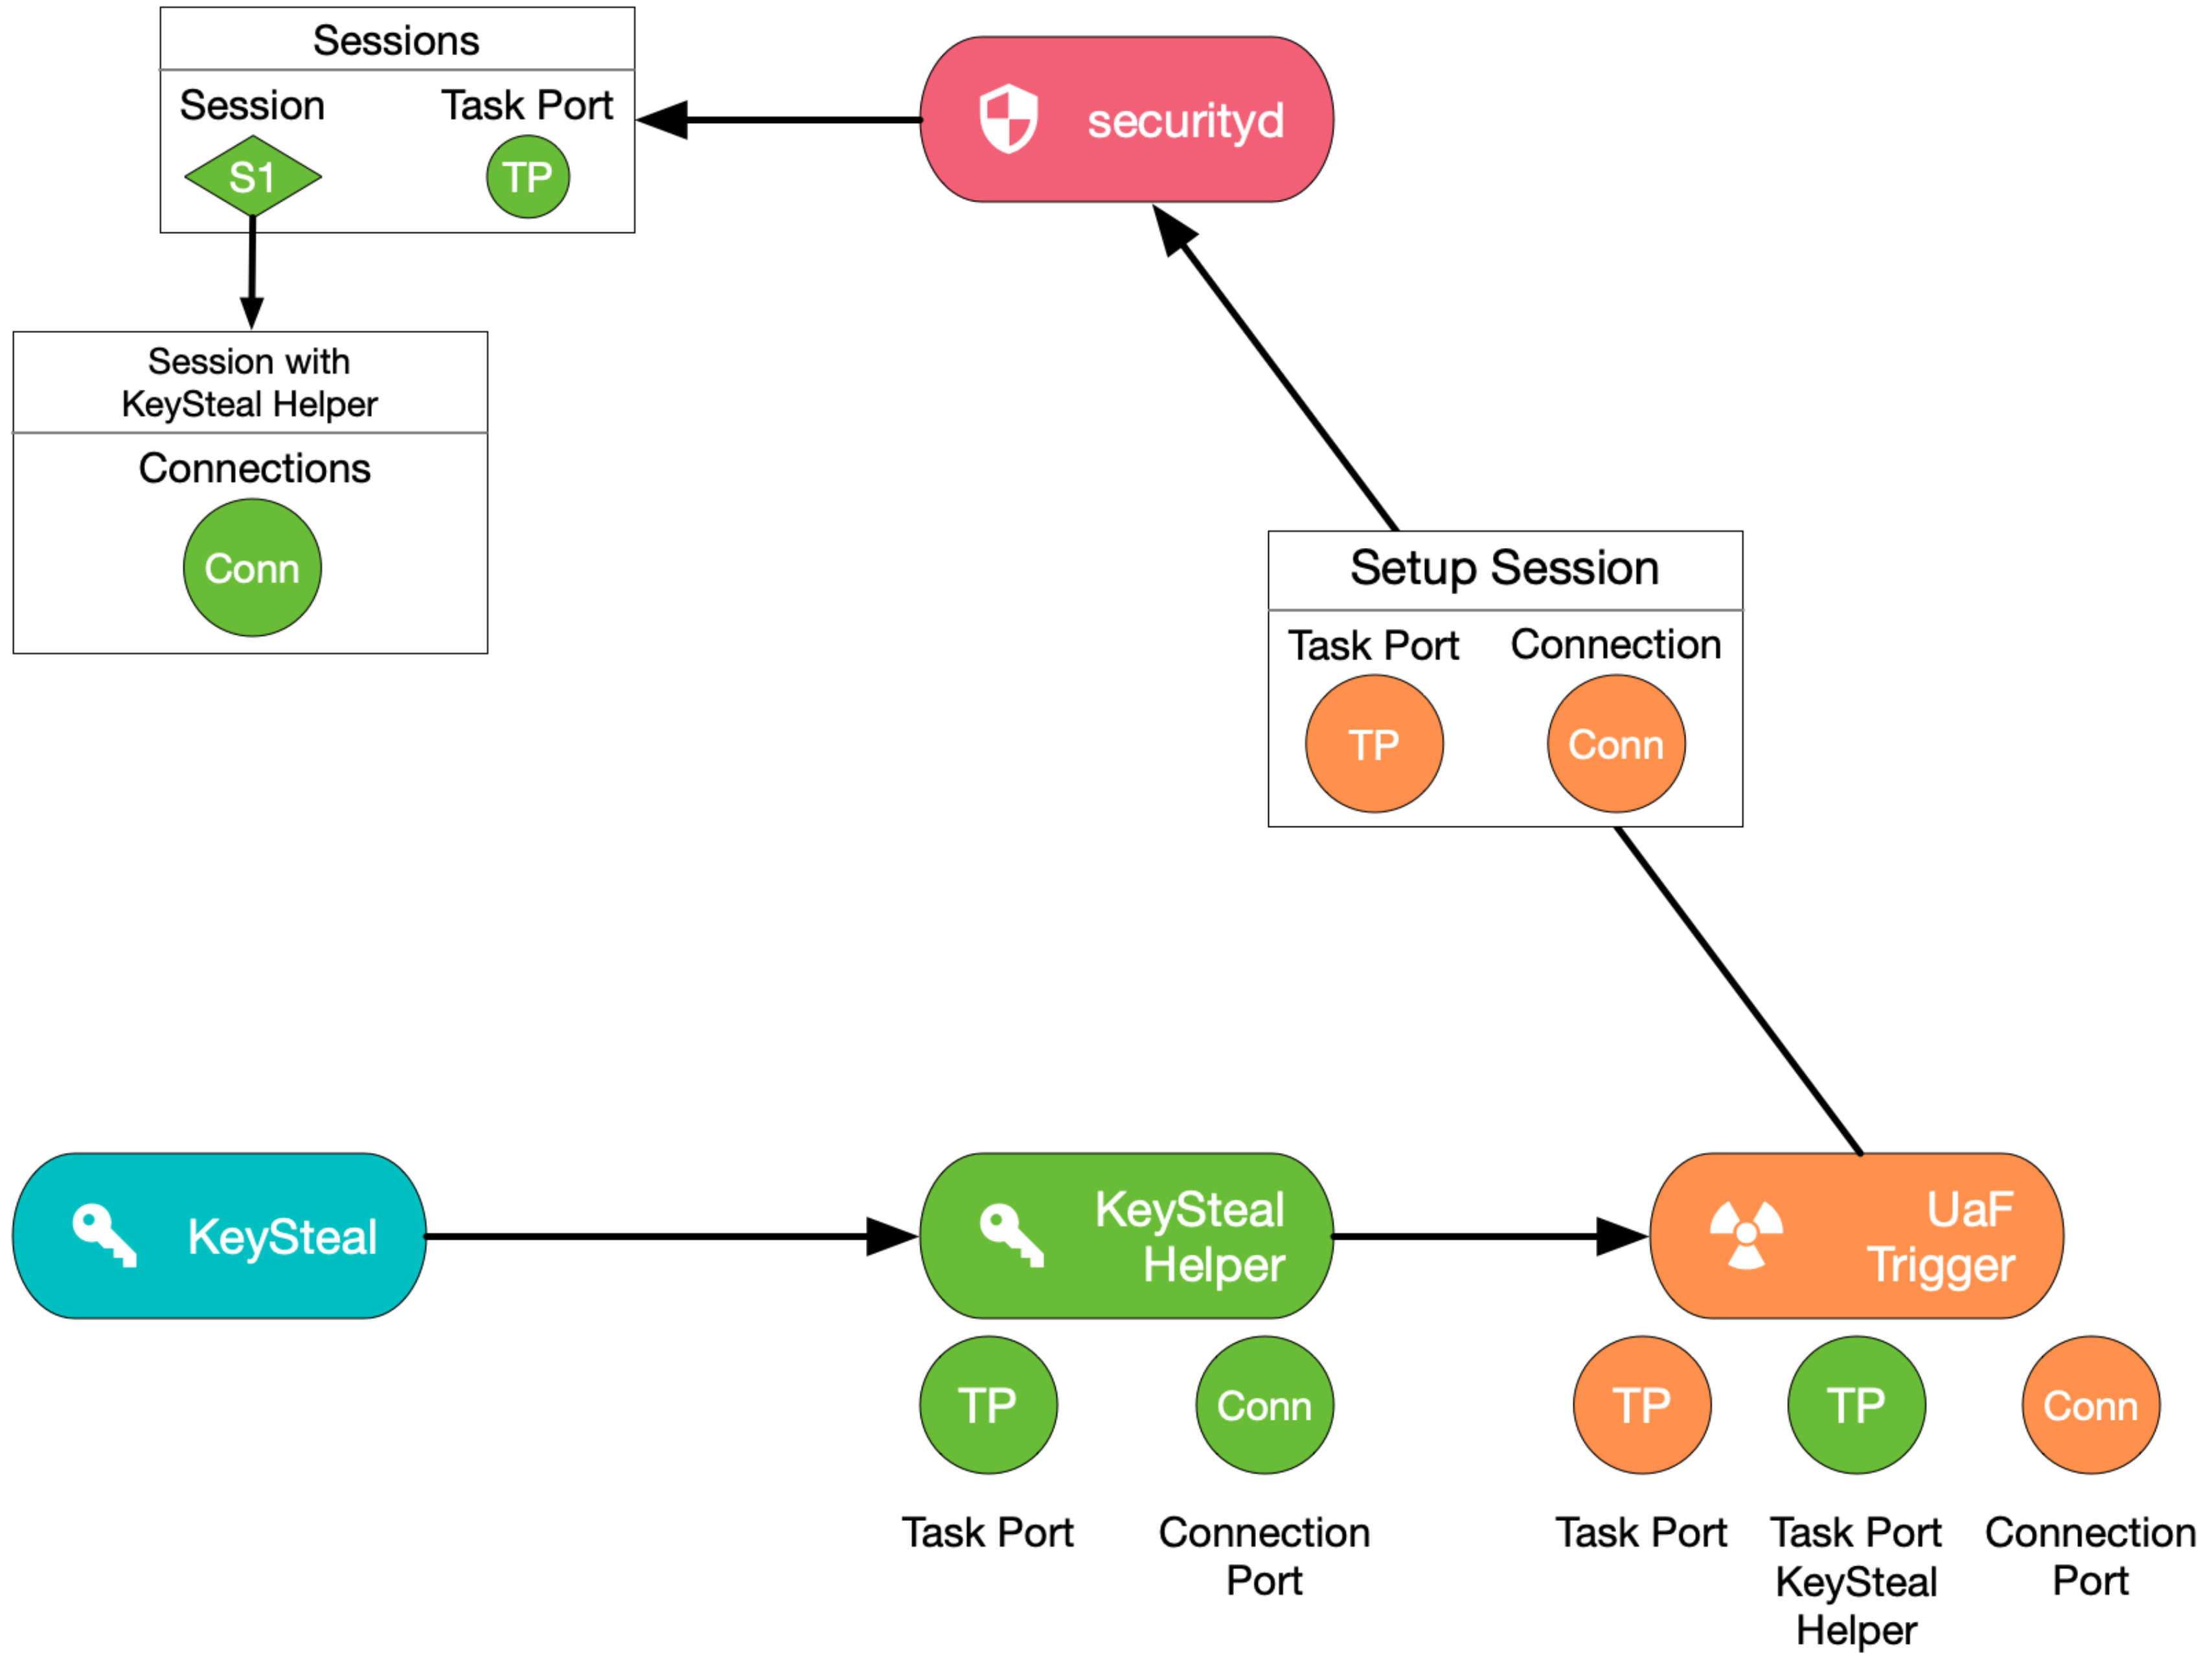 Sessions
Session
Task Port
S1
TP
securityd
Session with
KeySteal Helper
Connections
Conn
Setup Session
Task Port
Connection
TP
Conn
KeySteal
KeySteal
Helper
UaF
Trigger
TP
Conn
TP
TP
Conn
Task Port
Connection
Port
Task Port
Task Port
KeySteal
Helper
Connection
Port